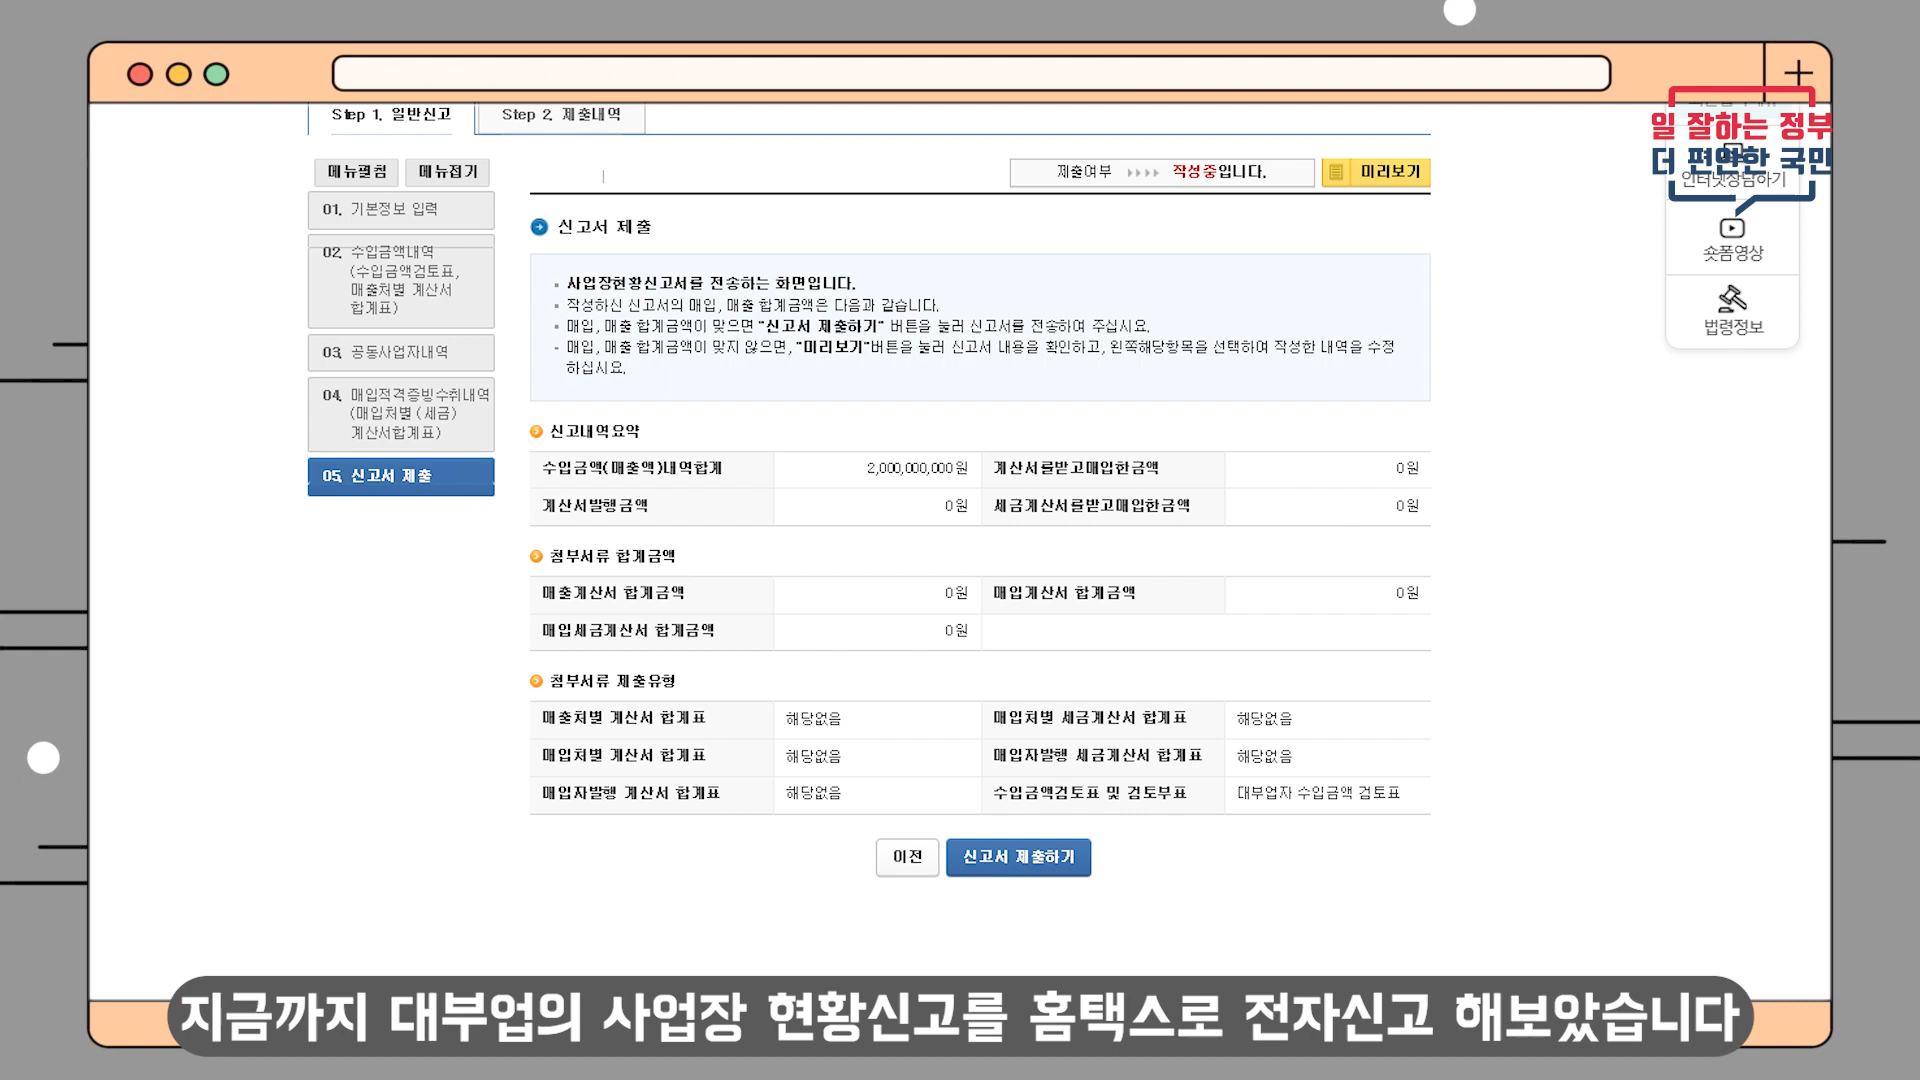 Step 1. 일반신고
Step 2. 제출내역
일 잘하는 정부
더 편안한 국민
인터넷상담하기
숏폼영상
법령정보
메뉴펼침
메뉴접기
제출여부
작성중입니다.
미리보기
01. 기본정보 입력
02. 수입금액내역
(수입금액검토표,
매출처별 계산서
합계표)
03. 공동사업자내역
04. 매입적격증빙수취내역
(매입처별 (세금)
계산서합계표)
05. 신고서 제출
신고서 제출
사업장현황신고서를 전송하는 화면입니다.
작성하신 신고서의 매입, 매출 합계금액은 다음과 같습니다.
매입, 매출 합계금액이 맞으면 "신고서 제출하기" 버튼을 눌러 신고서를 전송하여 주십시요.
매입, 매출 합계금액이 맞지 않으면, "미리보기"버튼을 눌러 신고서 내용을 확인하고, 왼쪽해당항목을 선택하여 작성한 내역을 수정
하십시요.
신고내역요약
수입금액(매출액)내역합계 2,000,000,000원 계산서를받고매입한금액 0원
계산서발행금액 0원 세금계산서를받고매입한금액 0원
첨부서류 합계금액
매출계산서 합계금액 0원 매입계산서 합계금액 0원
매입세금계산서 합계금액 0원
첨부서류 제출유형
매출처별 계산서 합계표 해당없음 매입처별 세금계산서 합계표 해당없음
매입처별 계산서 합계표 해당없음 매입자발행 세금계산서 합계표 해당없음
매입자발행 계산서 합계표 해당없음 수입금액검토표 및 검토부표 대부업자 수입금액 검토표
이전
신고서 제출하기
지금까지 대부업의 사업장 현황신고를 홈택스로 전자신고 해보았습니다